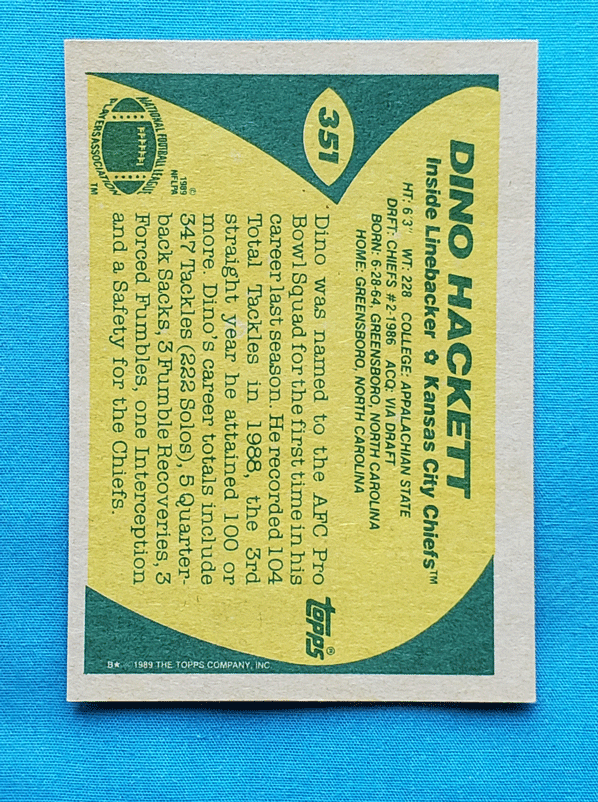 351
DINO HACKETT
Inside Linebacker ✩ Kansas City Chiefs™
HT: 6'3" WT: 228 COLLEGE: APPALACHIAN STATE
DRFT: CHIEFS #2-1986 ACQ: VIA DRAFT
BORN: 6-28-64, GREENSBORO, NORTH CAROLINA
HOME: GREENSBORO, NORTH CAROLINA
Dino was named to the AFC Pro
Bowl Squad for the first time in his
career last season. He recorded 104
Total Tackles in 1988, the 3rd
straight year he attained 100 or
more. Dino's career totals include
347 Tackles (222 Solos), 5 Quarter-
back Sacks, 3 Fumble Recoveries, 3
Forced Fumbles, one Interception
and a Safety for the Chiefs.
NATIONAL FOOTBALL LEAGUE
PLAYERS ASSOCIATION
™
©
1989
NFLPA
topps®
B★ 1989 THE TOPPS COMPANY, INC.